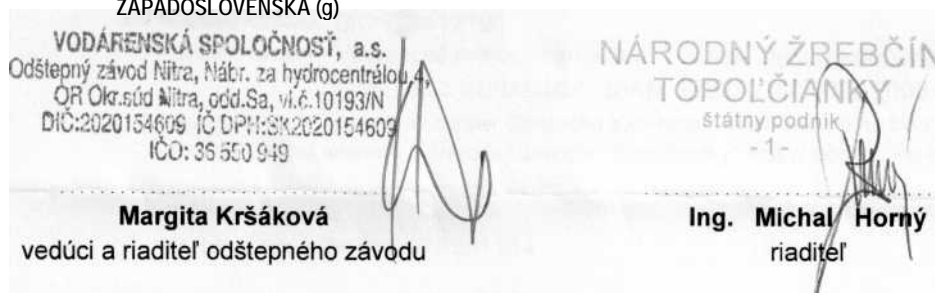 ZÁPADOSLOVENSKÁ (g)
VODÁRENSKÁ SPOLOČNOSŤ, a.s.
Odštepný závod Nitra, Nábr. za hydrocentrálou 4
OR Okr.súd Nitra, odd.Sa, vl.č.10193/N
DIČ:2020154609 IČ DPH:SK2020154609
IČO: 36 550 949
Margita Kršáková
vedúci a riaditeľ odštepného závodu
NÁRODNÝ ŽREBČÍN
TOPOĽČIANKY
štátny podnik
- 1 -
Ing. Michal Horný
riaditeľ